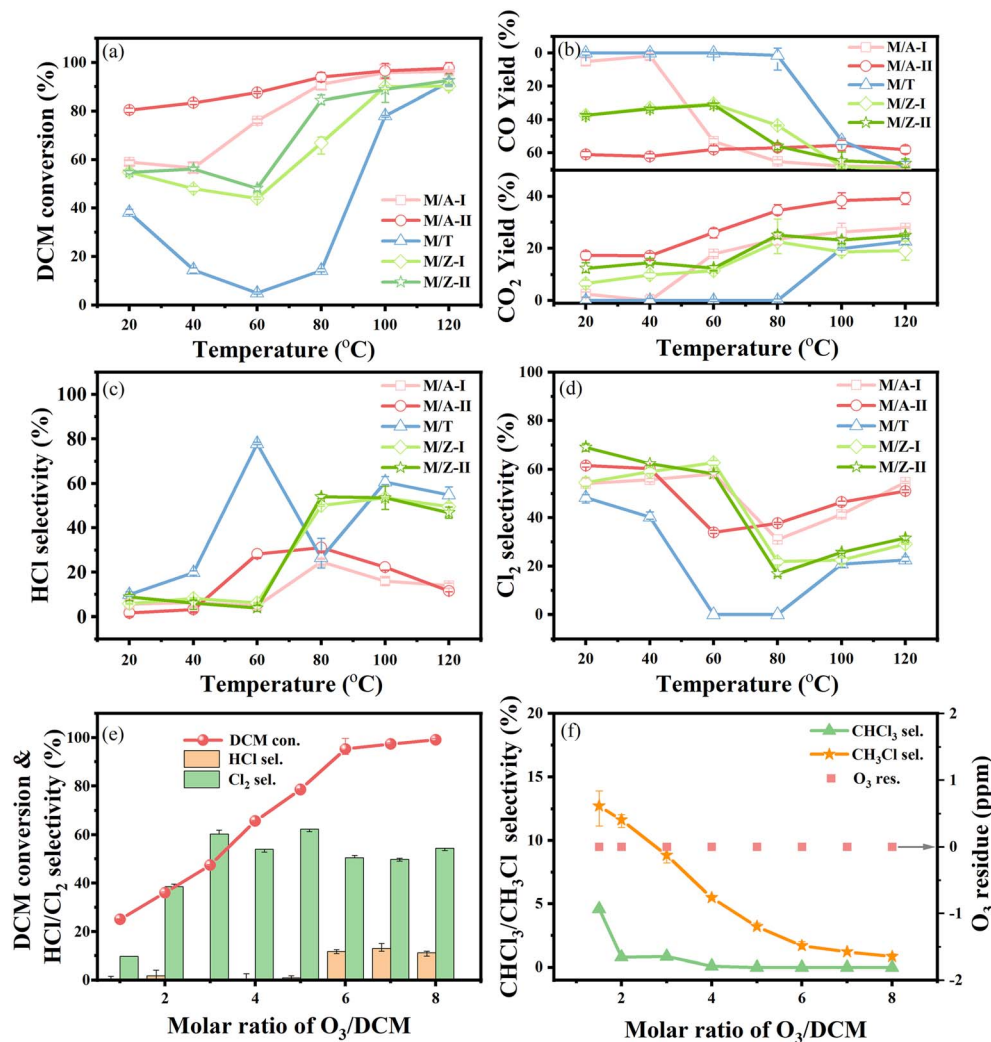 (a)
DCM conversion (%)
100
80
60
40
20
0
M/A-I
M/A-II
M/T
M/Z-I
M/Z-II
20 40 60 80 100 120
Temperature (°C)
(b)
CO Yield (%)
0
20
40
60
M/A-I
M/A-II
M/T
M/Z-I
M/Z-II
CO₂ Yield (%)
40
20
0
20 40 60 80 100 120
Temperature (°C)
(c)
HCl selectivity (%)
100
80
60
40
20
0
M/A-I
M/A-II
M/T
M/Z-I
M/Z-II
20 40 60 80 100 120
Temperature (°C)
(d)
Cl₂ selectivity (%)
100
80
60
40
20
0
M/A-I
M/A-II
M/T
M/Z-I
M/Z-II
20 40 60 80 100 120
Temperature (°C)
(e)
DCM conversion &
HCl/Cl₂ selectivity (%)
100
80
60
40
20
0
DCM con.
HCl sel.
Cl₂ sel.
2 4 6 8
Molar ratio of O₃/DCM
(f)
CHCl₃/CH₃Cl selectivity (%)
20
15
10
5
0
CHCl₃ sel.
CH₃Cl sel.
O₃ res.
2
1
0
-1
-2
O₃ residue (ppm)
2 4 6 8
Molar ratio of O₃/DCM